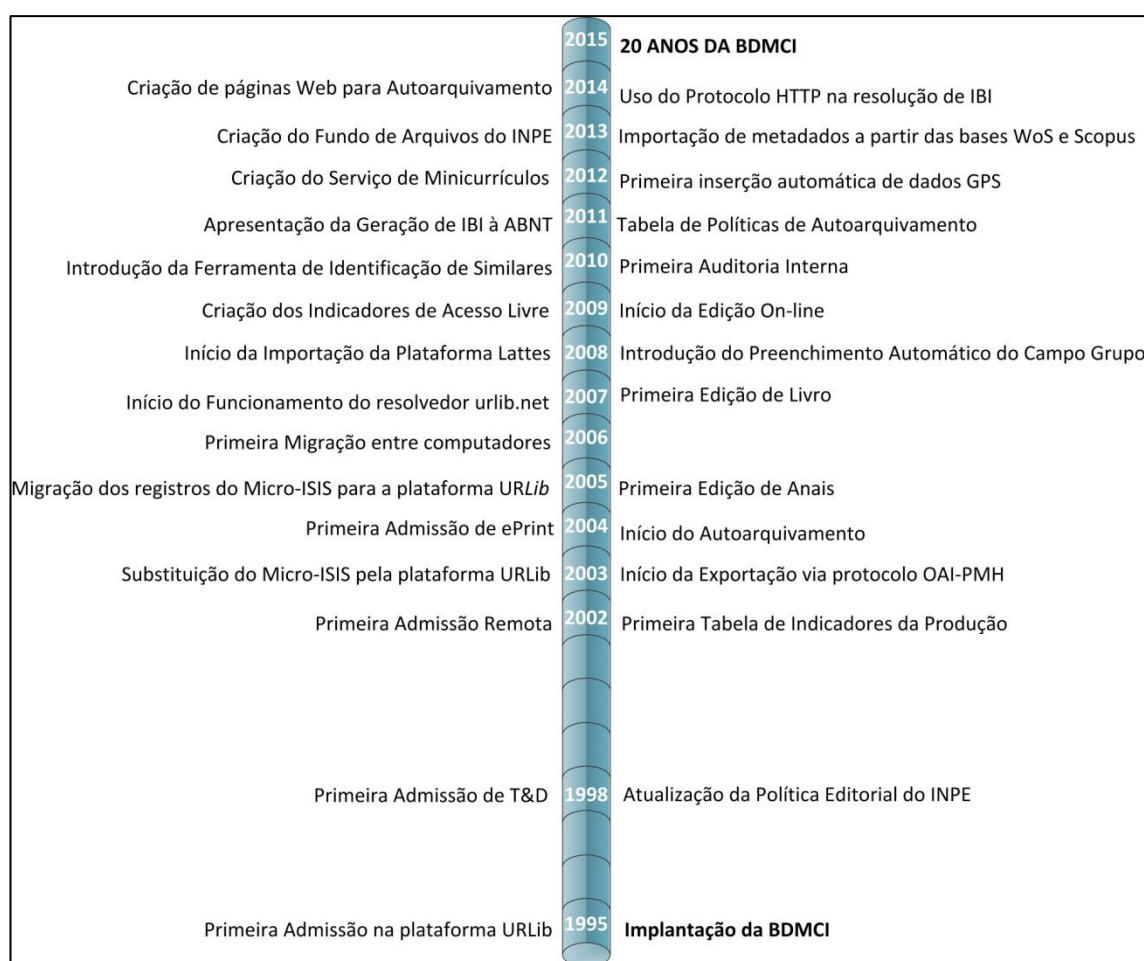 2015 20 ANOS DA BDMCI
Criação de páginas Web para Autoarquivamento 2014 Uso do Protocolo HTTP na resolução de IBI
Criação do Fundo de Arquivos do INPE 2013 Importação de metadados a partir das bases WoS e Scopus
Criação do Serviço de Minicurrículos 2012 Primeira inserção automática de dados GPS
Apresentação da Geração de IBI à ABNT 2011 Tabela de Políticas de Autoarquivamento
Introdução da Ferramenta de Identificação de Similares 2010 Primeira Auditoria Interna
Criação dos Indicadores de Acesso Livre 2009 Início da Edição On-line
Início da Importação da Plataforma Lattes 2008 Introdução do Preenchimento Automático do Campo Grupo
Início do Funcionamento do resolvedor urlib.net 2007 Primeira Edição de Livro
Primeira Migração entre computadores 2006
Migração dos registros do Micro-ISIS para a plataforma URLib 2005 Primeira Edição de Anais
Primeira Admissão de ePrint 2004 Início do Autoarquivamento
Substituição do Micro-ISIS pela plataforma URLib 2003 Início da Exportação via protocolo OAI-PMH
Primeira Admissão Remota 2002 Primeira Tabela de Indicadores da Produção
Primeira Admissão de T&D 1998 Atualização da Política Editorial do INPE
Primeira Admissão na plataforma URLib 1995 Implantação da BDMCI